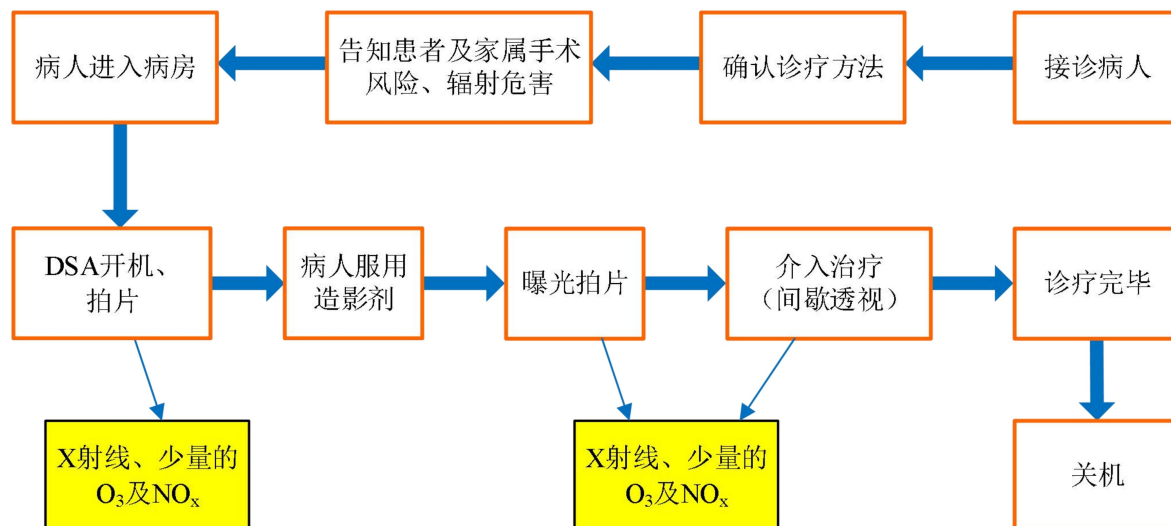 病人进入病房
告知患者及家属手术
风险、辐射危害
确认诊疗方法
接诊病人
DSA开机、
拍片
病人服用
造影剂
曝光拍片
介入治疗
（间歇透视）
诊疗完毕
X射线、少量的
O₃及NOₓ
X射线、少量的
O₃及NOₓ
关机